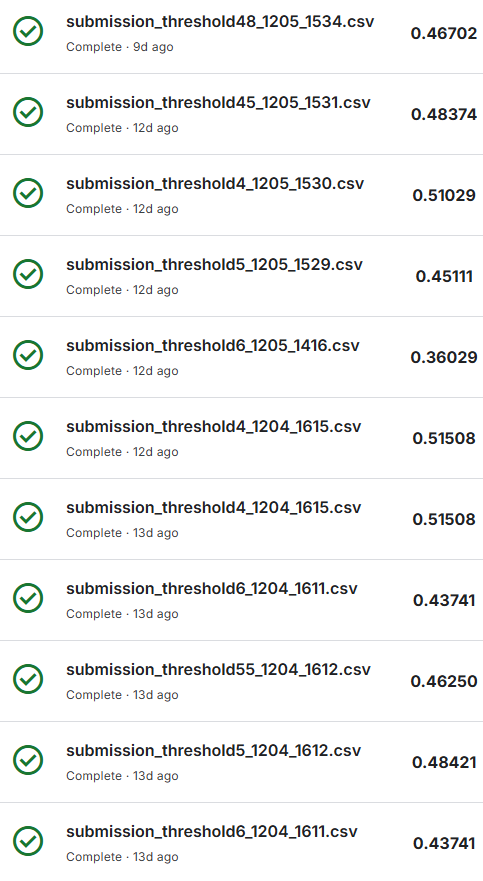 submission_threshold48_1205_1534.csv
0.46702
Complete · 9d ago
submission_threshold45_1205_1531.csv
0.48374
Complete · 12d ago
submission_threshold4_1205_1530.csv
0.51029
Complete · 12d ago
submission_threshold5_1205_1529.csv
0.45111
Complete · 12d ago
submission_threshold6_1205_1416.csv
0.36029
Complete · 12d ago
submission_threshold4_1204_1615.csv
0.51508
Complete · 12d ago
submission_threshold4_1204_1615.csv
0.51508
Complete · 13d ago
submission_threshold6_1204_1611.csv
0.43741
Complete · 13d ago
submission_threshold55_1204_1612.csv
0.46250
Complete · 13d ago
submission_threshold5_1204_1612.csv
0.48421
Complete · 13d ago
submission_threshold6_1204_1611.csv
0.43741
Complete · 13d ago